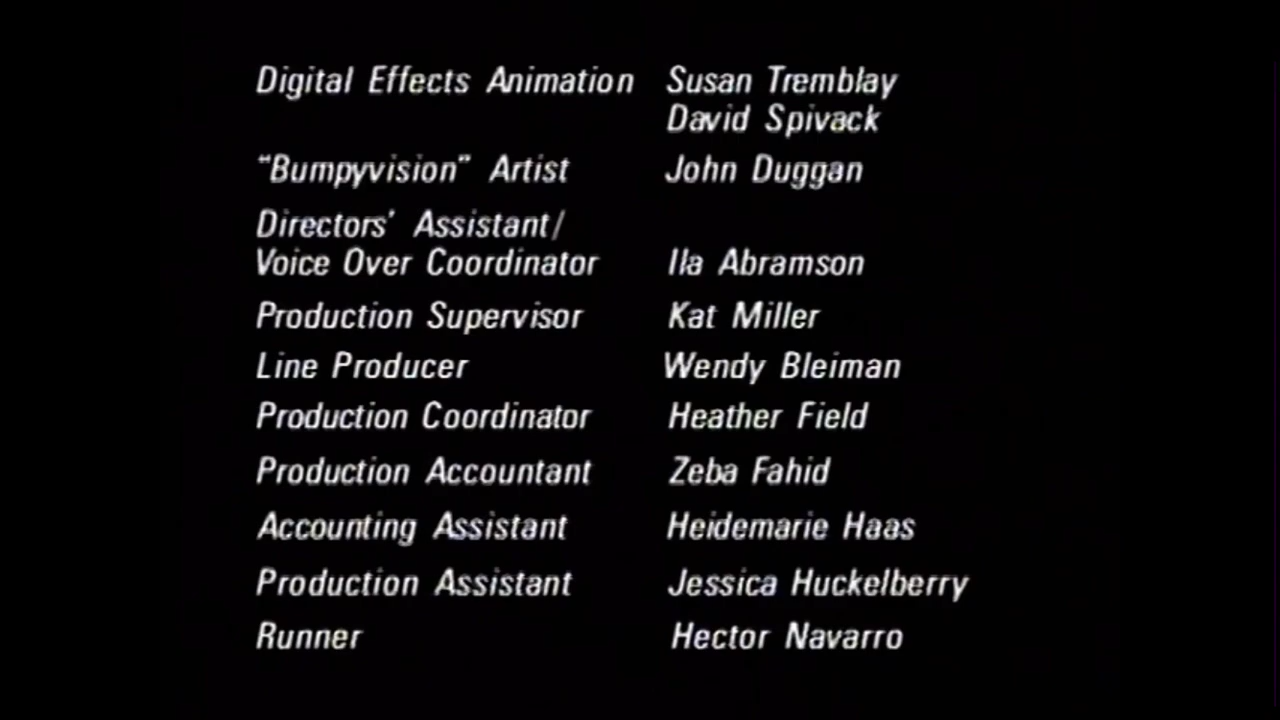 Digital Effects Animation Susan Tremblay
David Spivack
"Bumpyvision" Artist John Duggan
Directors' Assistant/
Voice Over Coordinator Ila Abramson
Production Supervisor Kat Miller
Line Producer Wendy Bleiman
Production Coordinator Heather Field
Production Accountant Zeba Fahid
Accounting Assistant Heidemarie Haas
Production Assistant Jessica Huckelberry
Runner Hector Navarro